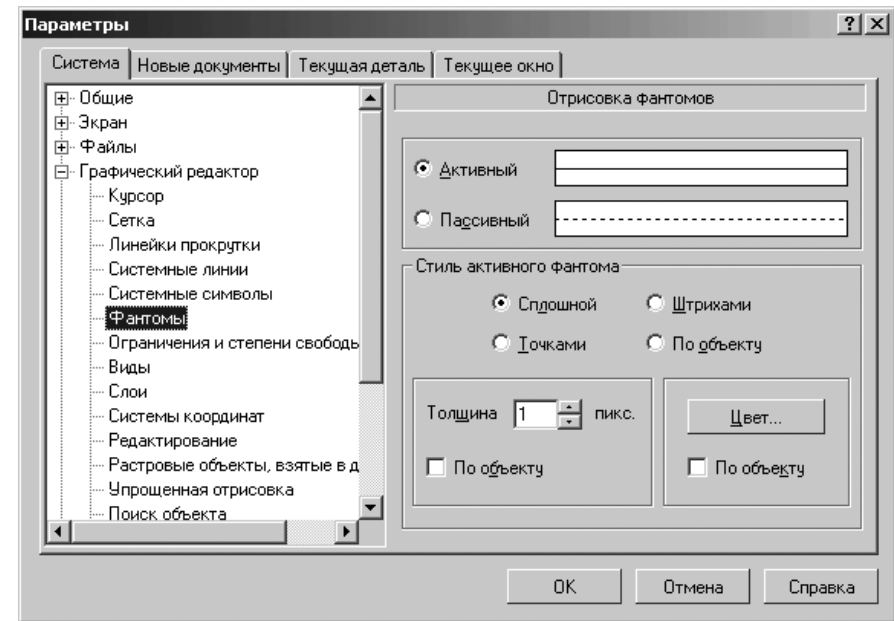 Параметры
Система Новые документы Текущая деталь Текущее окно
Общие
Экран
Файлы
Графический редактор
Курсор
Сетка
Линейки прокрутки
Системные линии
Системные символы
Фантомы
Ограничения и степени свободы
Виды
Слои
Системы координат
Редактирование
Растровые объекты, взятые в д
Упрощенная отрисовка
Поиск объекта
Отрисовка фантомов
Активный
Пассивный
Стиль активного фантома
Сплошной Штрихами
Точками По объекту
Толщина 1 пикс.
По объекту
Цвет...
По объекту
OK Отмена Справка